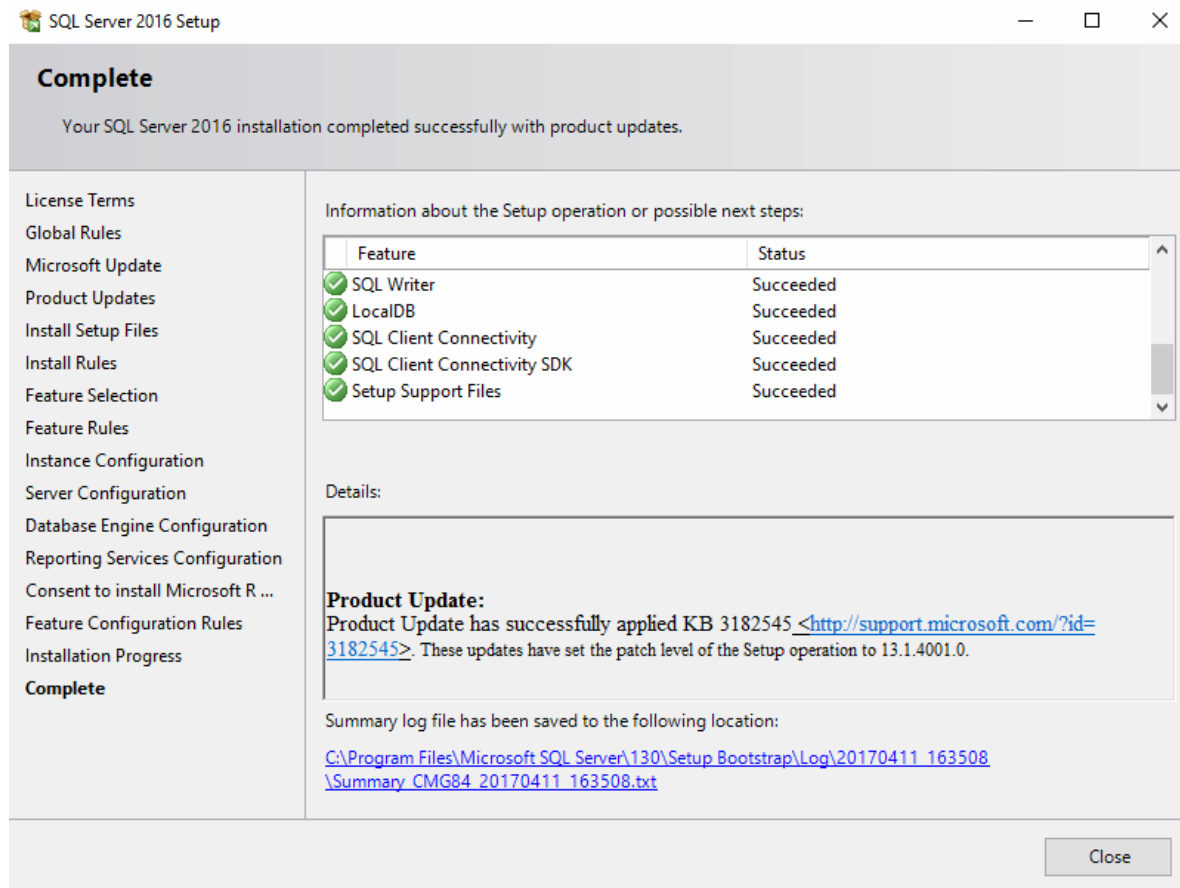 SQL Server 2016 Setup
Complete
Your SQL Server 2016 installation completed successfully with product updates.
License Terms
Global Rules
Microsoft Update
Product Updates
Install Setup Files
Install Rules
Feature Selection
Feature Rules
Instance Configuration
Server Configuration
Database Engine Configuration
Reporting Services Configuration
Consent to install Microsoft R ...
Feature Configuration Rules
Installation Progress
Complete
Information about the Setup operation or possible next steps:
Feature Status
SQL Writer Succeeded
LocalDB Succeeded
SQL Client Connectivity Succeeded
SQL Client Connectivity SDK Succeeded
Setup Support Files Succeeded
Details:
Product Update:
Product Update has successfully applied KB 3182545 <http://support.microsoft.com/?id=
3182545>. These updates have set the patch level of the Setup operation to 13.1.4001.0.
Summary log file has been saved to the following location:
C:\Program Files\Microsoft SQL Server\130\Setup Bootstrap\Log\20170411_163508
\Summary_CMG84_20170411_163508.txt
Close